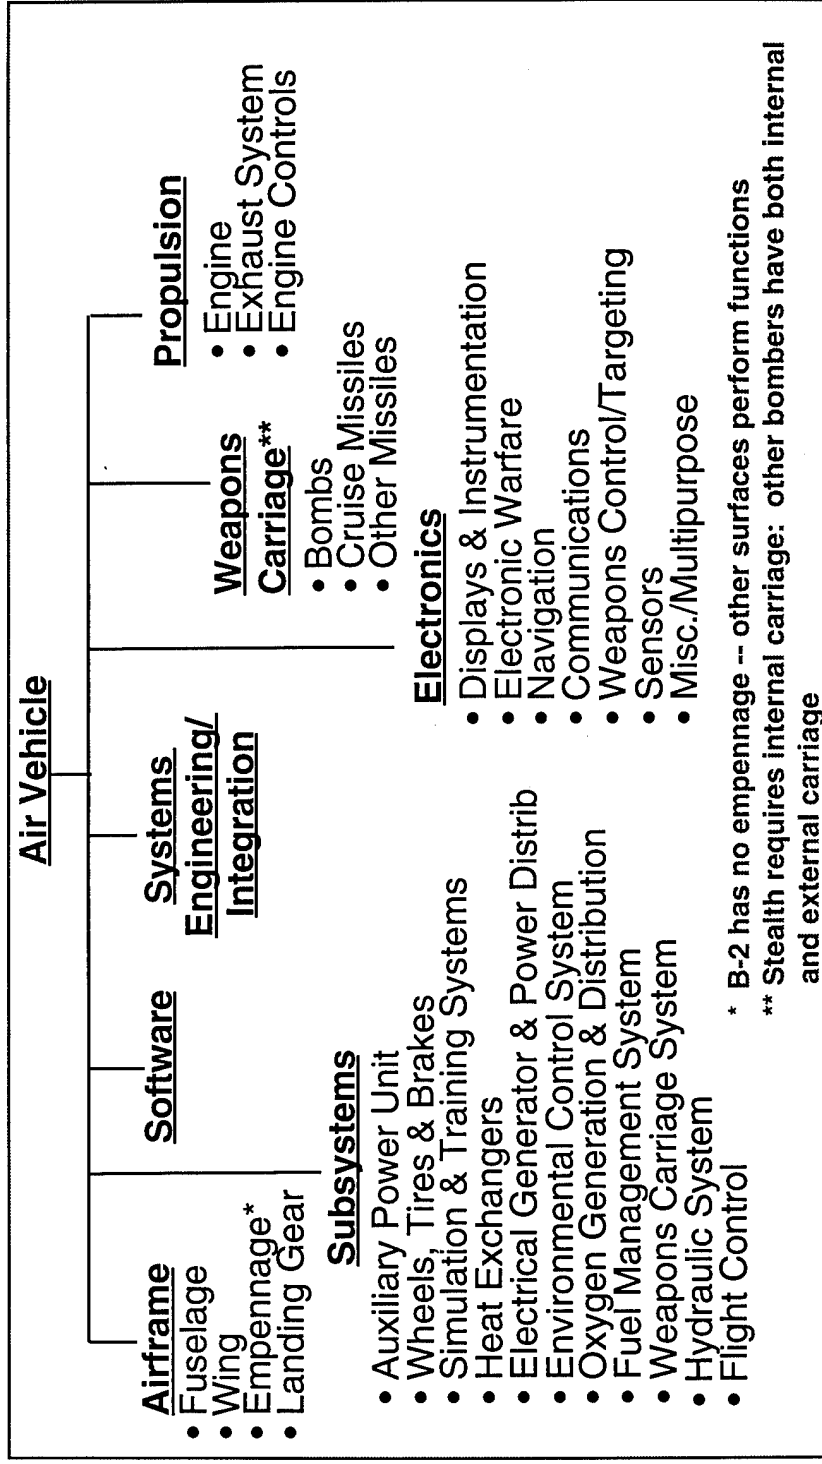 Air Vehicle
Airframe
• Fuselage
• Wing
• Empennage*
• Landing Gear
Subsystems
• Auxiliary Power Unit
• Wheels, Tires & Brakes
• Simulation & Training Systems
• Heat Exchangers
• Electrical Generator & Power Distrib
• Environmental Control System
• Oxygen Generation & Distribution
• Fuel Management System
• Weapons Carriage System
• Hydraulic System
• Flight Control
Software
Systems
Engineering/
Integration
Electronics
• Displays & Instrumentation
• Electronic Warfare
• Navigation
• Communications
• Weapons Control/Targeting
• Sensors
• Misc./Multipurpose
Weapons
Carriage**
• Bombs
• Cruise Missiles
• Other Missiles
Propulsion
• Engine
• Exhaust System
• Engine Controls
* B-2 has no empennage -- other surfaces perform functions
** Stealth requires internal carriage: other bombers have both internal
and external carriage